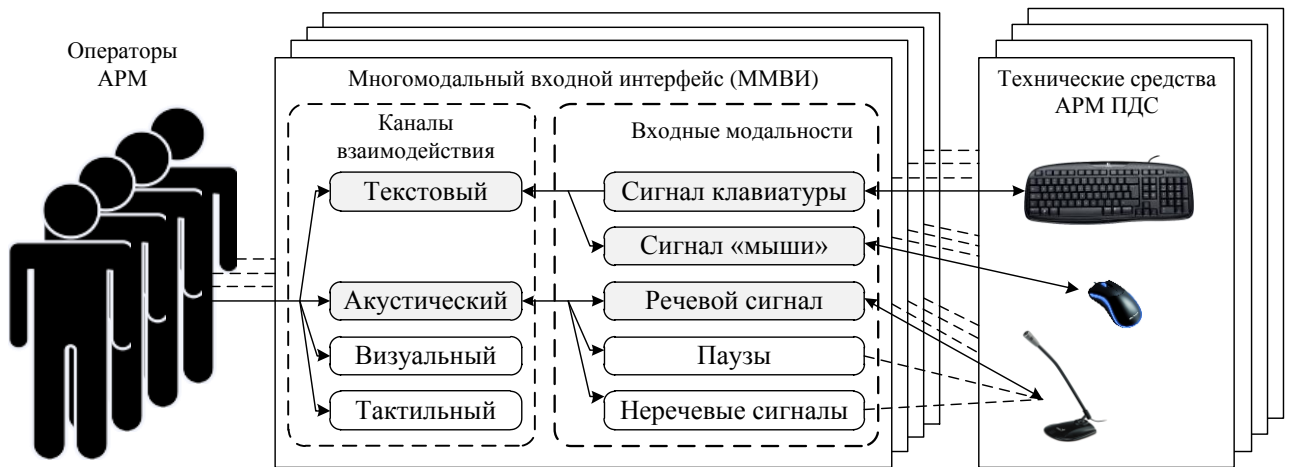 Операторы
АРМ
Многомодальный входной интерфейс (ММВИ)
Каналы
взаимодействия
Текстовый
Акустический
Визуальный
Тактильный
Входные модальности
Сигнал клавиатуры
Сигнал «мыши»
Речевой сигнал
Паузы
Неречевые сигналы
Технические средства
АРМ ПДС